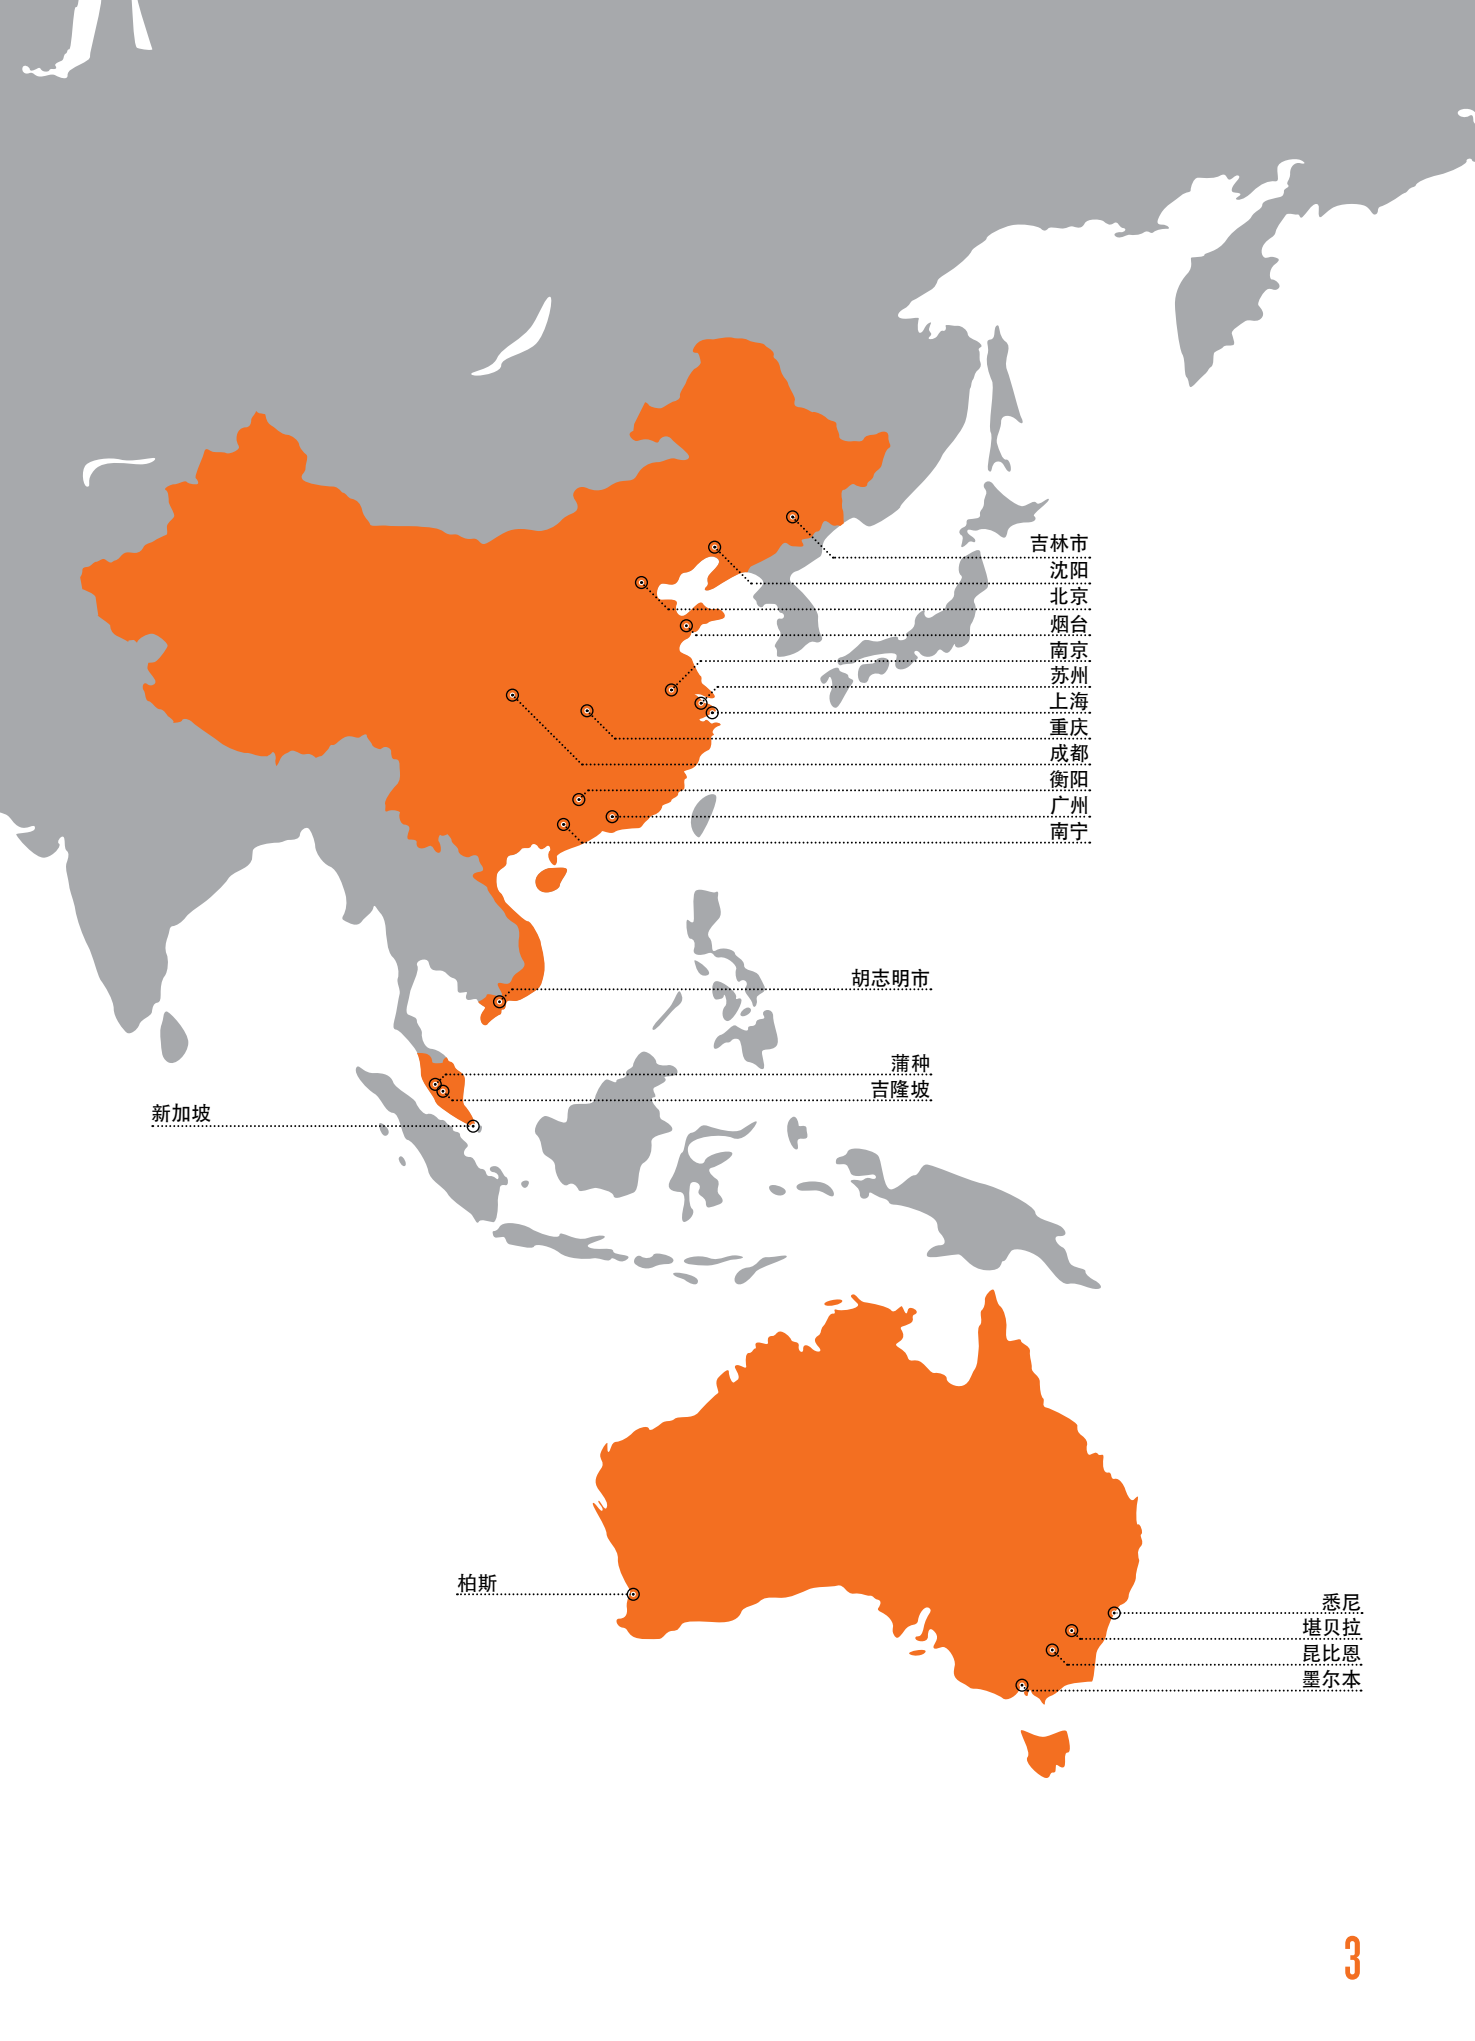 吉林市
沈阳
北京
烟台
南京
苏州
上海
重庆
成都
衡阳
广州
南宁
胡志明市
蒲种
吉隆坡
新加坡
柏斯
悉尼
堪贝拉
昆比恩
墨尔本
3